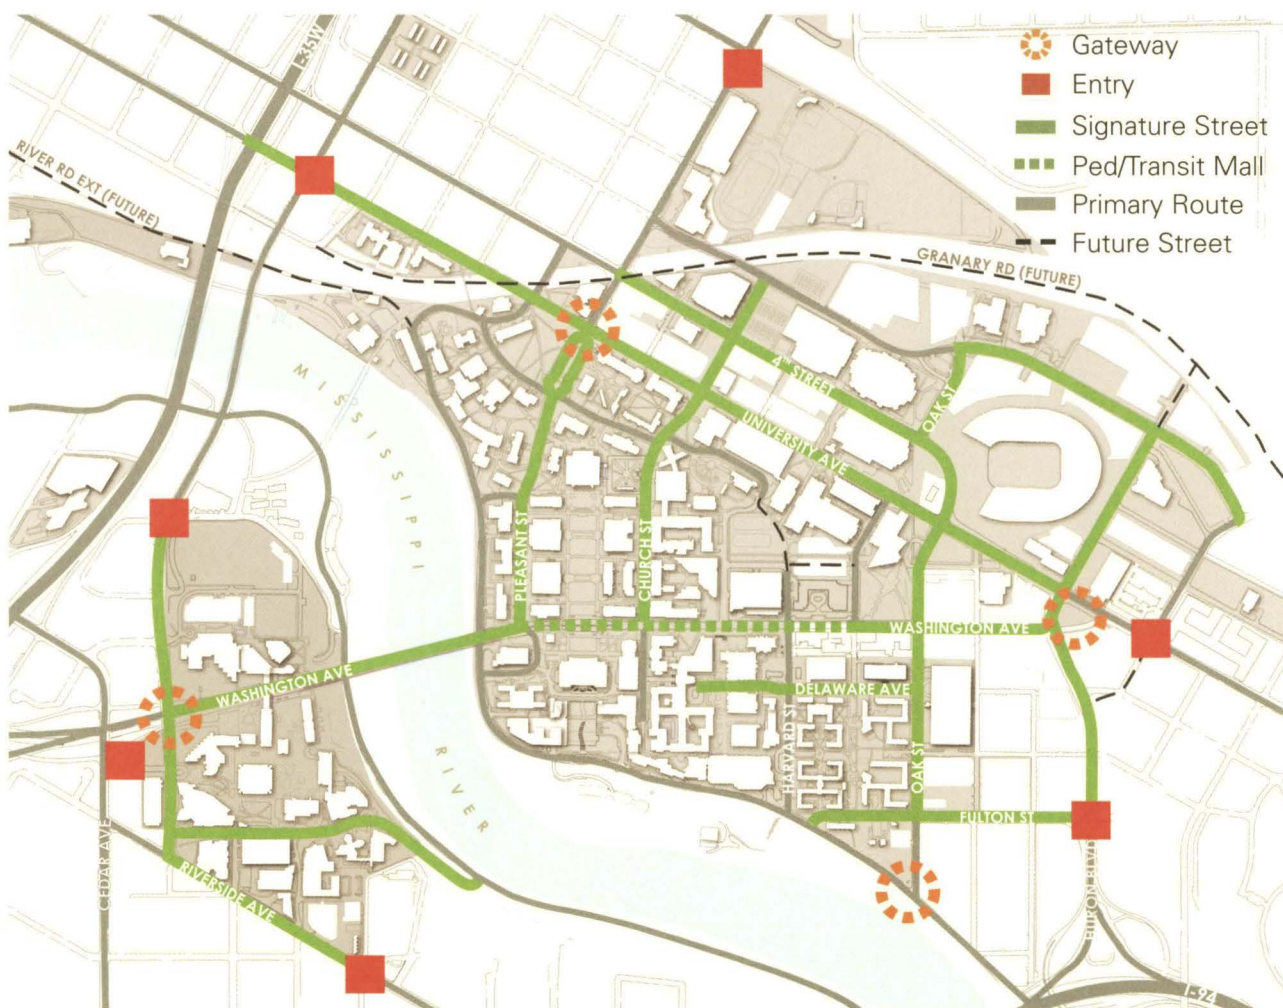 Gateway
Entry
Signature Street
Ped/Transit Mall
Primary Route
Future Street
I-35W
RIVER RD EXT (FUTURE)
GRANARY RD (FUTURE)
MISSISSIPPI
RIVER
4TH STREET
OAK ST
UNIVERSITY AVE
PLEASANT ST
CHURCH ST
WASHINGTON AVE
WASHINGTON AVE
DELAWARE AVE
HARVARD ST
OAK ST
FULTON ST
CEDAR AVE
RIVERSIDE AVE
HURON BLVD
I-94